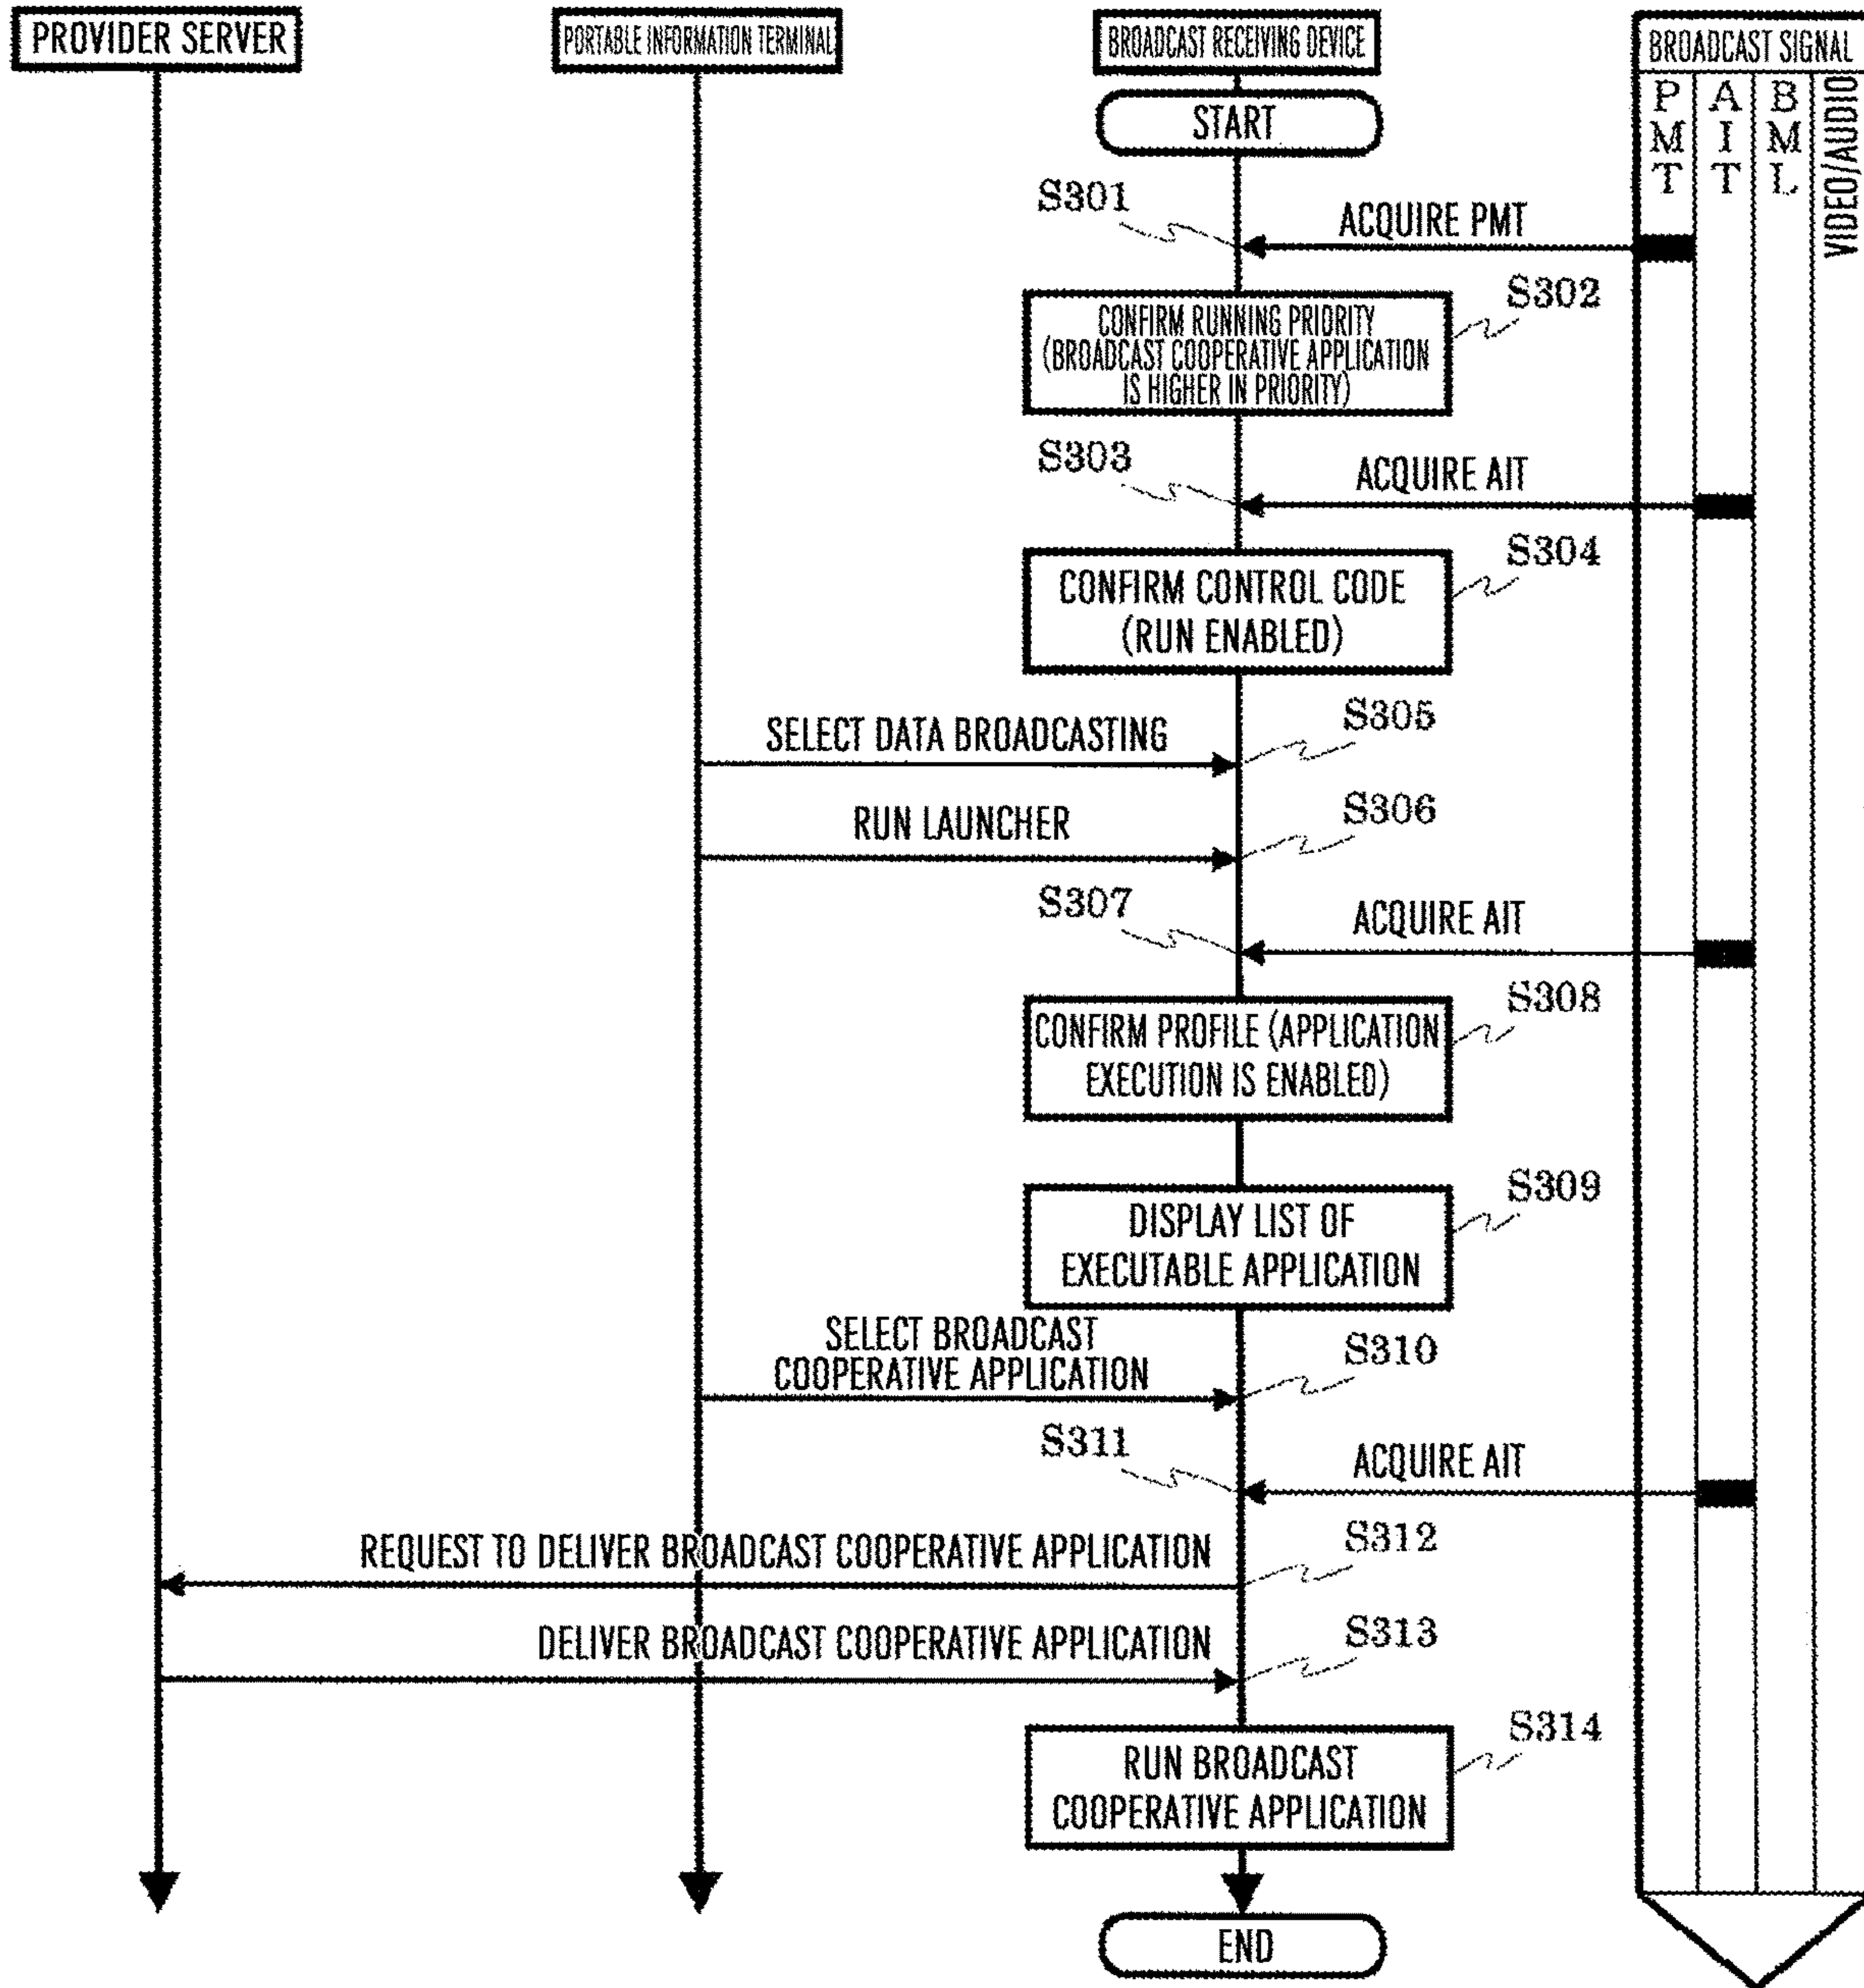 PROVIDER SERVER
PORTABLE INFORMATION TERMINAL
BROADCAST RECEIVING DEVICE
BROADCAST SIGNAL
PMT
AIT
BML
VIDEO/AUDIO
START
S301
ACQUIRE PMT
S302
CONFIRM RUNNING PRIORITY
(BROADCAST COOPERATIVE APPLICATION
IS HIGHER IN PRIORITY)
S303
ACQUIRE AIT
S304
CONFIRM CONTROL CODE
(RUN ENABLED)
SELECT DATA BROADCASTING
S305
RUN LAUNCHER
S306
S307
ACQUIRE AIT
S308
CONFIRM PROFILE (APPLICATION
EXECUTION IS ENABLED)
S309
DISPLAY LIST OF
EXECUTABLE APPLICATION
SELECT BROADCAST
COOPERATIVE APPLICATION
S310
S311
ACQUIRE AIT
REQUEST TO DELIVER BROADCAST COOPERATIVE APPLICATION
S312
DELIVER BROADCAST COOPERATIVE APPLICATION
S313
S314
RUN BROADCAST
COOPERATIVE APPLICATION
END